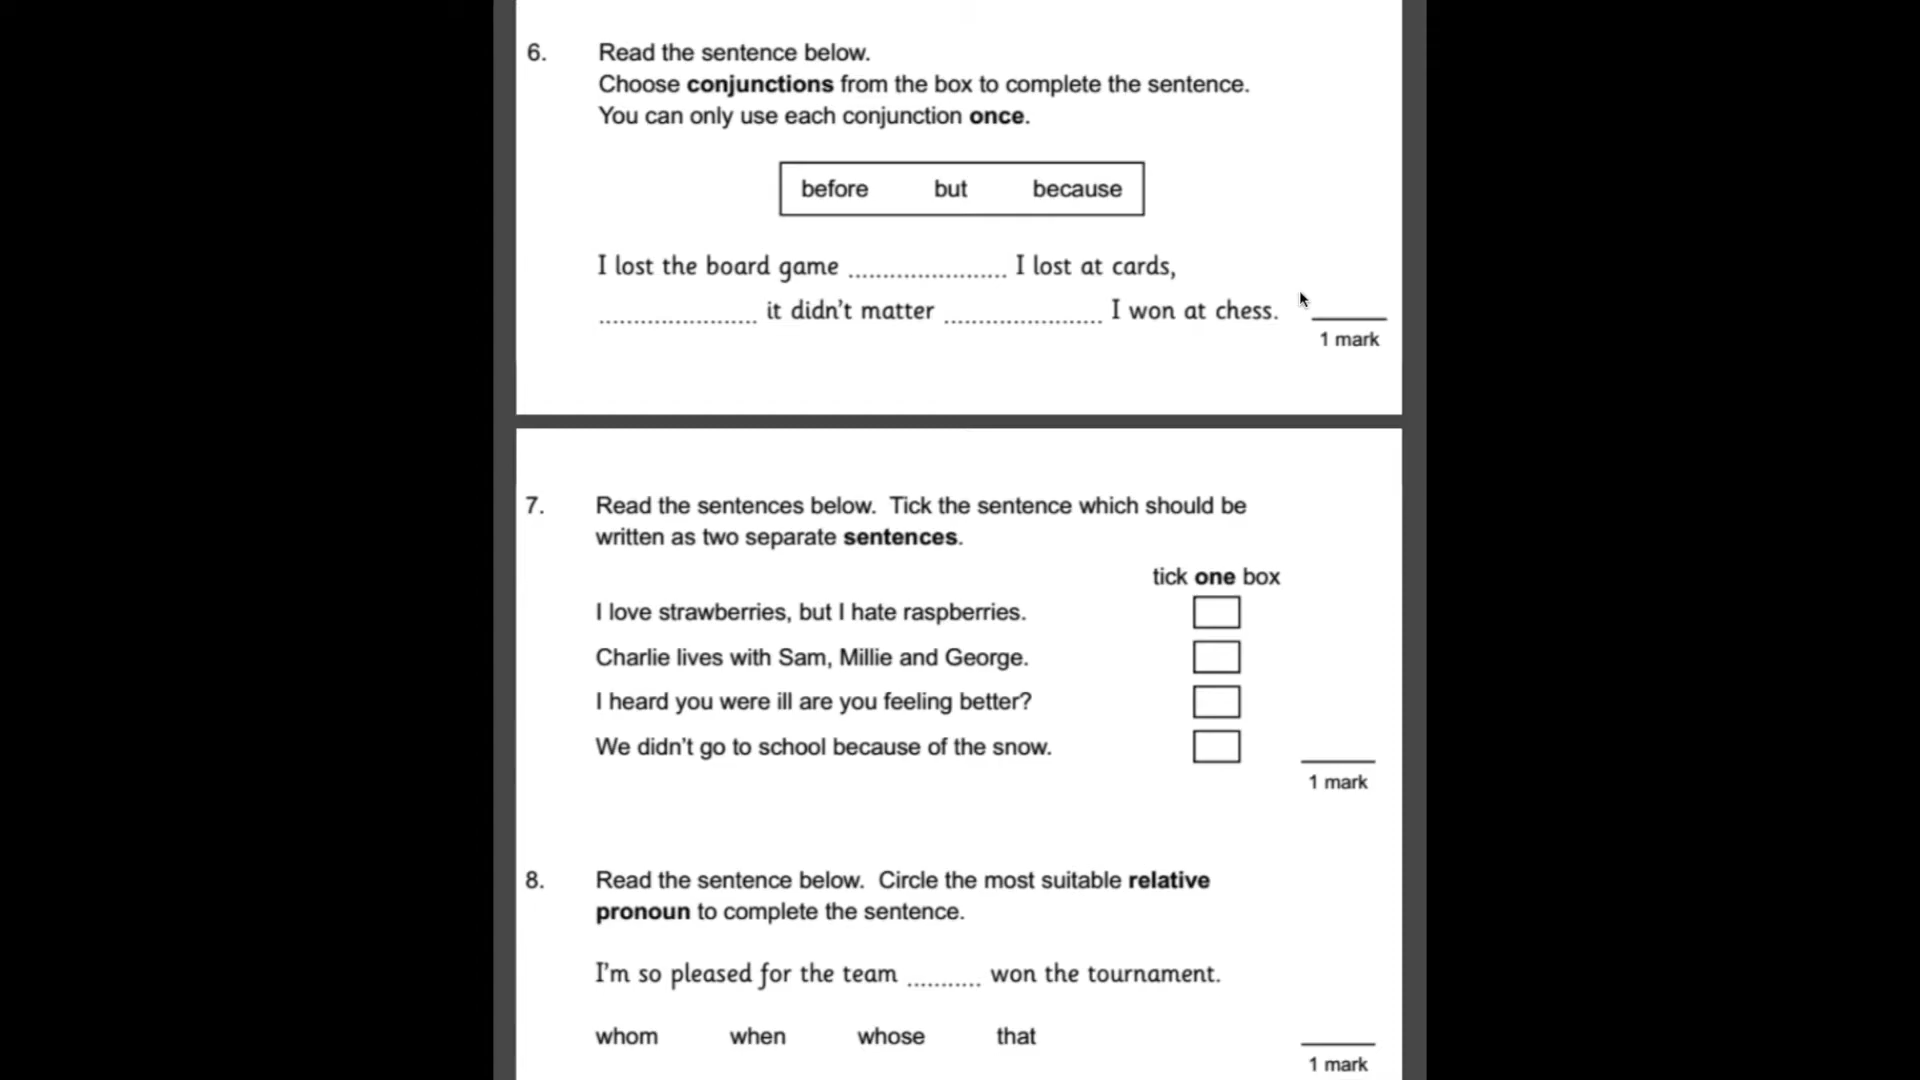 6. Read the sentence below.
Choose conjunctions from the box to complete the sentence.
You can only use each conjunction once.
before but because
I lost the board game ...................... I lost at cards,
...................... it didn't matter ...................... I won at chess.
1 mark
7. Read the sentences below. Tick the sentence which should be
written as two separate sentences.
tick one box
I love strawberries, but I hate raspberries.
Charlie lives with Sam, Millie and George.
I heard you were ill are you feeling better?
We didn't go to school because of the snow.
1 mark
8. Read the sentence below. Circle the most suitable relative
pronoun to complete the sentence.
I'm so pleased for the team ........... won the tournament.
whom when whose that
1 mark